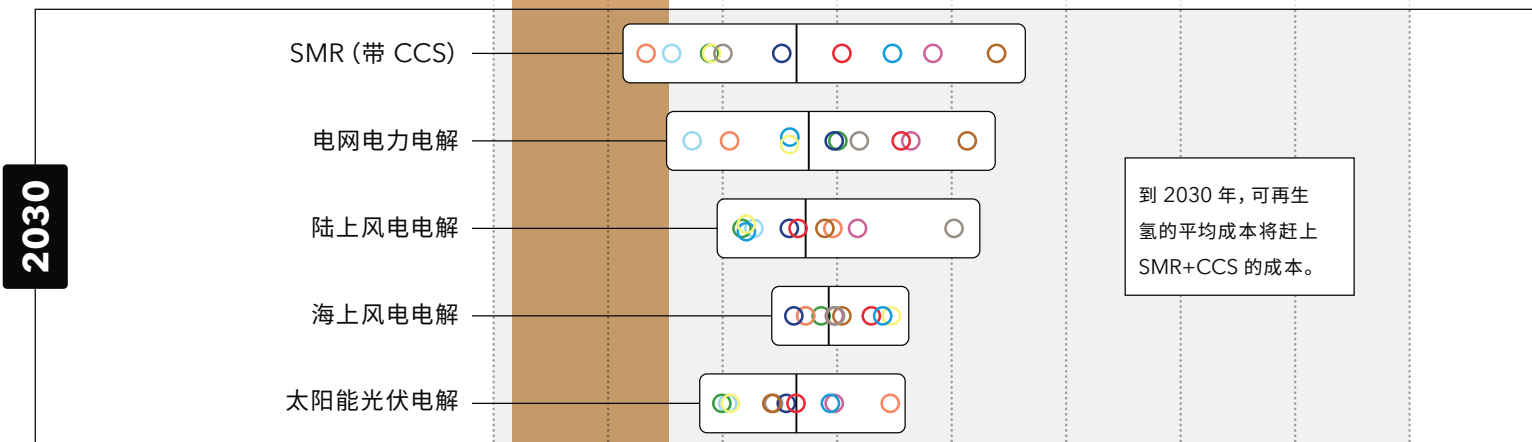 SMR（带 CCS）
电网电力电解
陆上风电电解
海上风电电解
太阳能光伏电解
2030
到 2030 年，可再生
氢的平均成本将赶上
SMR+CCS 的成本。